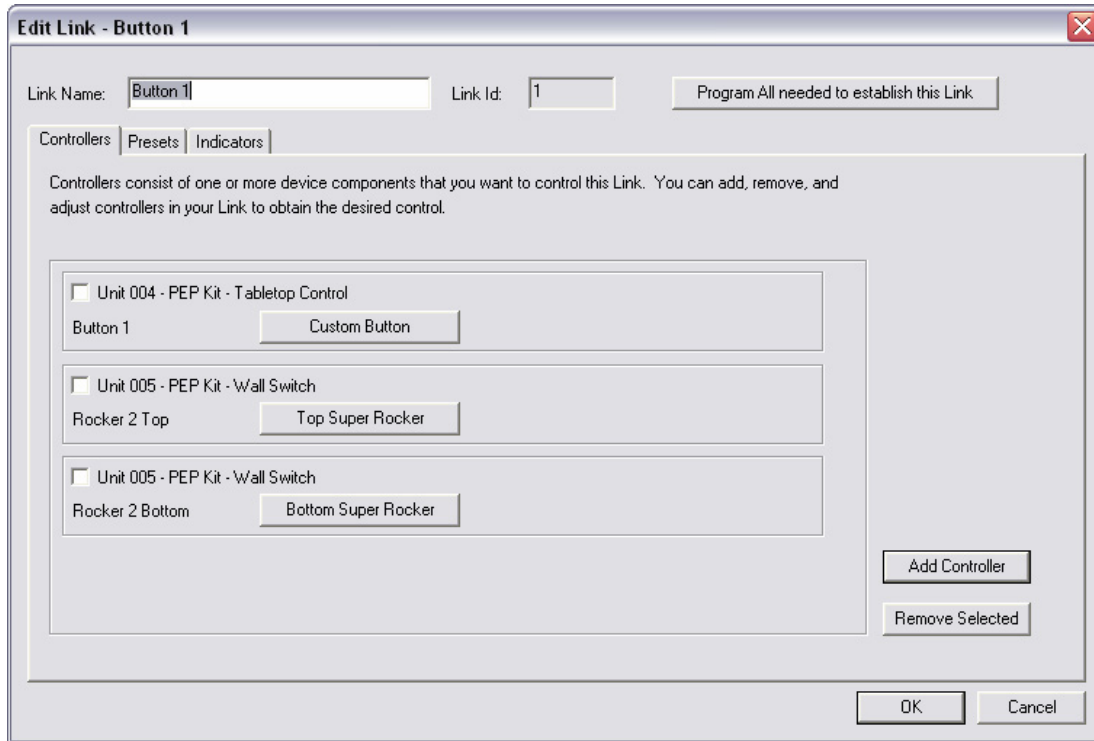 Edit Link - Button 1
Link Name: Button 1 Link Id: 1 Program All needed to establish this Link
Controllers Presets Indicators
Controllers consist of one or more device components that you want to control this Link. You can add, remove, and
adjust controllers in your Link to obtain the desired control.
Unit 004 - PEP Kit - Tabletop Control
Button 1 Custom Button
Unit 005 - PEP Kit - Wall Switch
Rocker 2 Top Top Super Rocker
Unit 005 - PEP Kit - Wall Switch
Rocker 2 Bottom Bottom Super Rocker
Add Controller
Remove Selected
OK Cancel